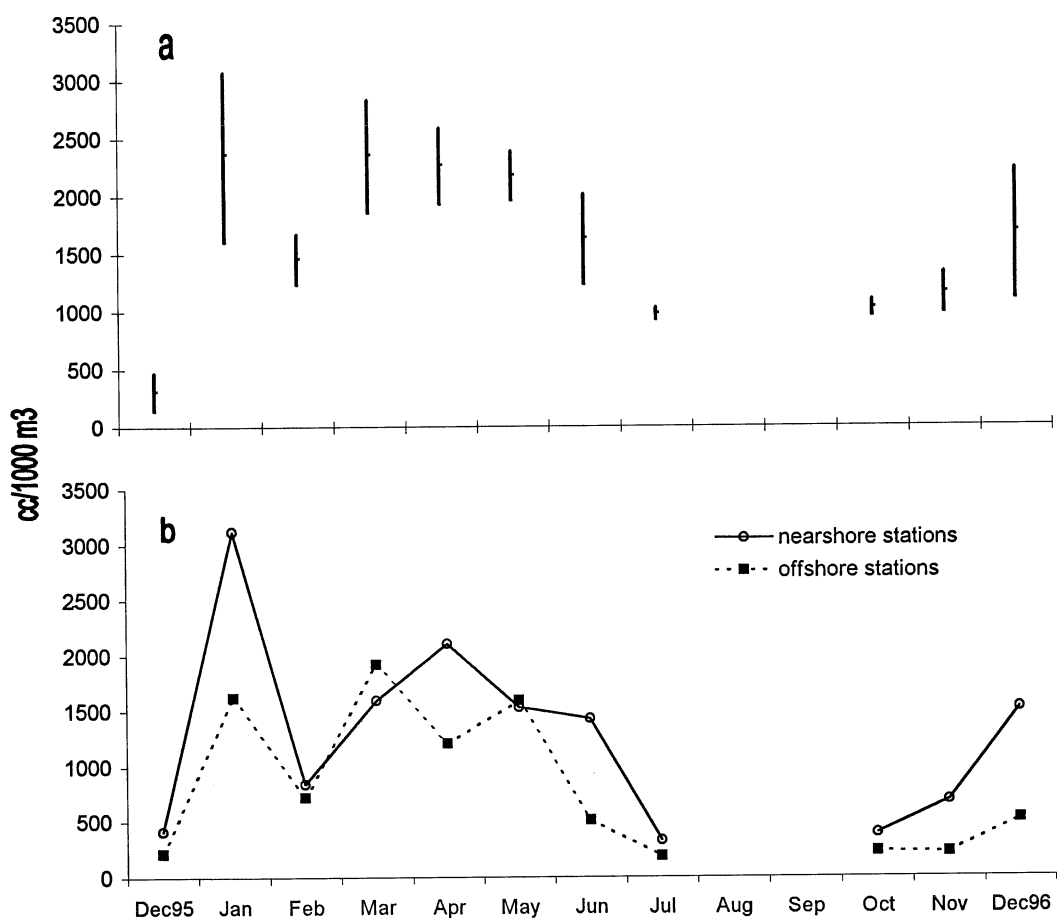 a
3500
3000
2500
2000
1500
1000
500
0
cc/1000 m3
b
3500
3000
2500
2000
1500
1000
500
0
nearshore stations
offshore stations
Dec95 Jan Feb Mar Apr May Jun Jul Aug Sep Oct Nov Dec96